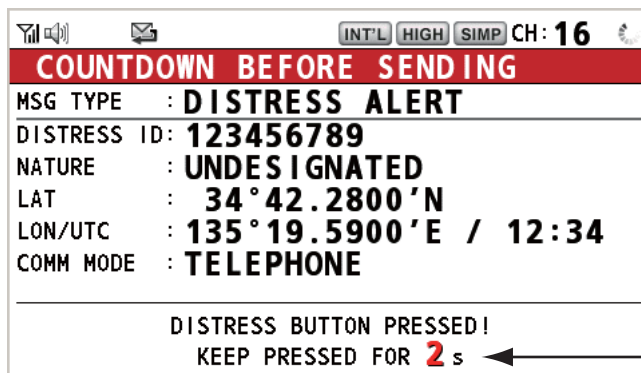 INT'L HIGH SIMP CH: 16
COUNTDOWN BEFORE SENDING
MSG TYPE : DISTRESS ALERT
DISTRESS ID: 123456789
NATURE : UNDESIGNATED
LAT : 34°42.2800'N
LON/UTC : 135°19.5900'E / 12:34
COMM MODE : TELEPHONE
DISTRESS BUTTON PRESSED!
KEEP PRESSED FOR 2 s